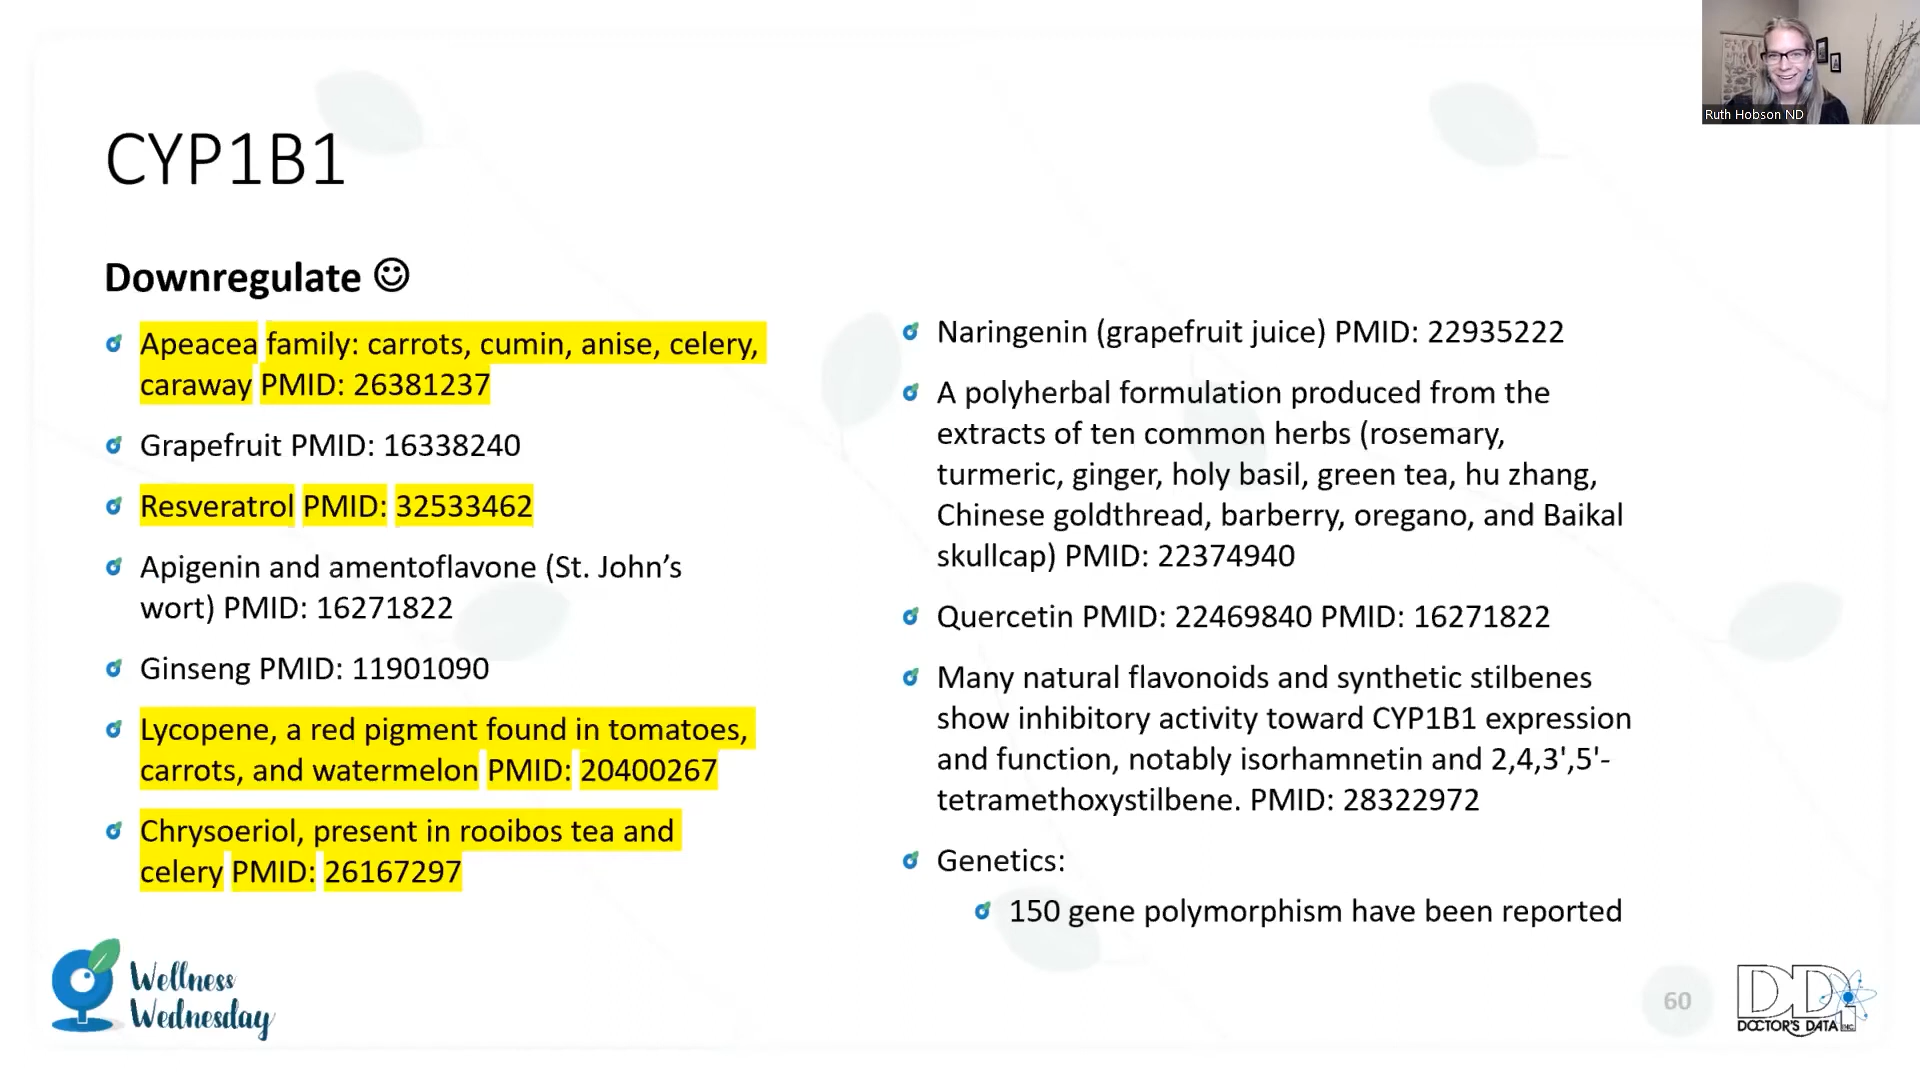 Ruth Hobson ND
CYP1B1
Downregulate ☺
Apeacea family: carrots, cumin, anise, celery,
caraway PMID: 26381237
Grapefruit PMID: 16338240
Resveratrol PMID: 32533462
Apigenin and amentoflavone (St. John’s
wort) PMID: 16271822
Ginseng PMID: 11901090
Lycopene, a red pigment found in tomatoes,
carrots, and watermelon PMID: 20400267
Chrysoeriol, present in rooibos tea and
celery PMID: 26167297
Naringenin (grapefruit juice) PMID: 22935222
A polyherbal formulation produced from the
extracts of ten common herbs (rosemary,
turmeric, ginger, holy basil, green tea, hu zhang,
Chinese goldthread, barberry, oregano, and Baikal
skullcap) PMID: 22374940
Quercetin PMID: 22469840 PMID: 16271822
Many natural flavonoids and synthetic stilbenes
show inhibitory activity toward CYP1B1 expression
and function, notably isorhamnetin and 2,4,3',5'-
tetramethoxystilbene. PMID: 28322972
Genetics:
150 gene polymorphism have been reported
Wellness
Wednesday
60
DDI
DOCTOR'S DATA INC.